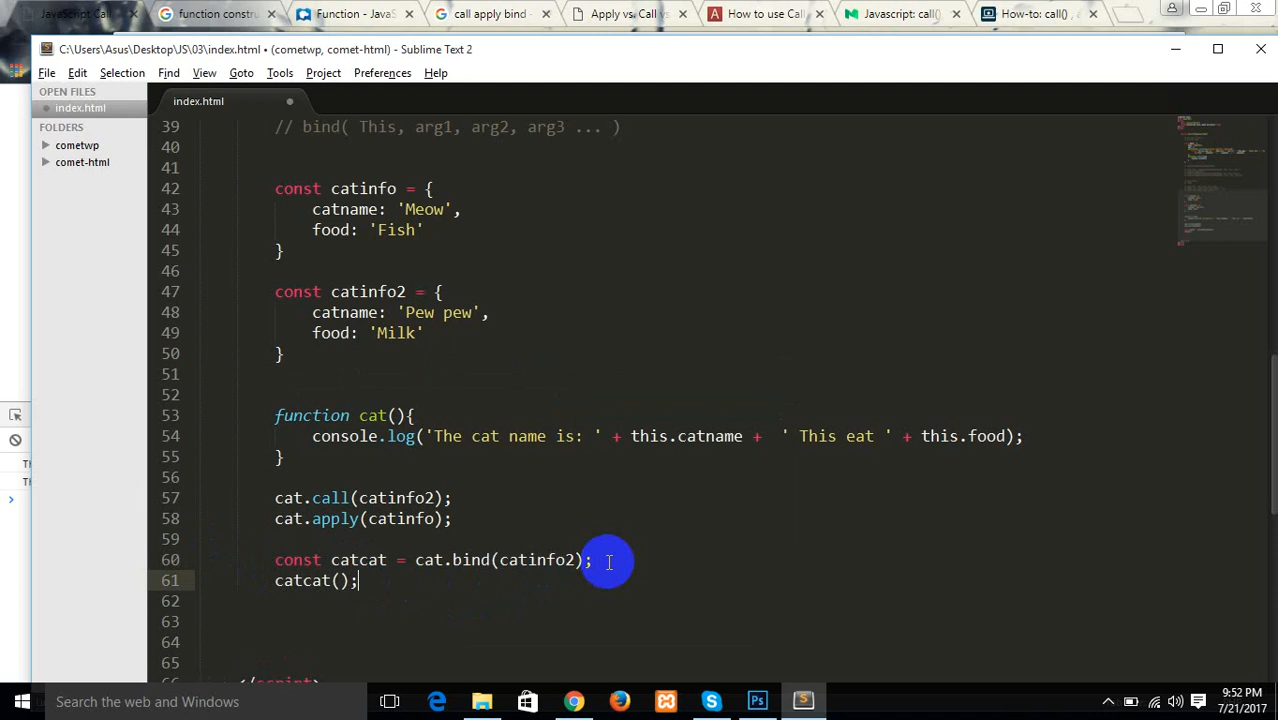 JavaScript Call
function constru
Function - JavaS
call apply bind -
Apply vs. Call vs
How to use Call
Javascript: call()
How-to: call() , a
C:\Users\Asus\Desktop\JS\03\index.html • (cometwp, comet-html) - Sublime Text 2
File Edit Selection Find View Goto Tools Project Preferences Help
OPEN FILES
index.html
FOLDERS
cometwp
comet-html
index.html
39 // bind( This, arg1, arg2, arg3 ... )
40
41
42 const catinfo = {
43 catname: 'Meow',
44 food: 'Fish'
45 }
46
47 const catinfo2 = {
48 catname: 'Pew pew',
49 food: 'Milk'
50 }
51
52
53 function cat(){
54 console.log('The cat name is: ' + this.catname + ' This eat ' + this.food);
55 }
56
57 cat.call(catinfo2);
58 cat.apply(catinfo);
59
60 const catcat = cat.bind(catinfo2);
61 catcat();
62
63
64
65
66 </script>
Search the web and Windows
9:52 PM
7/21/2017